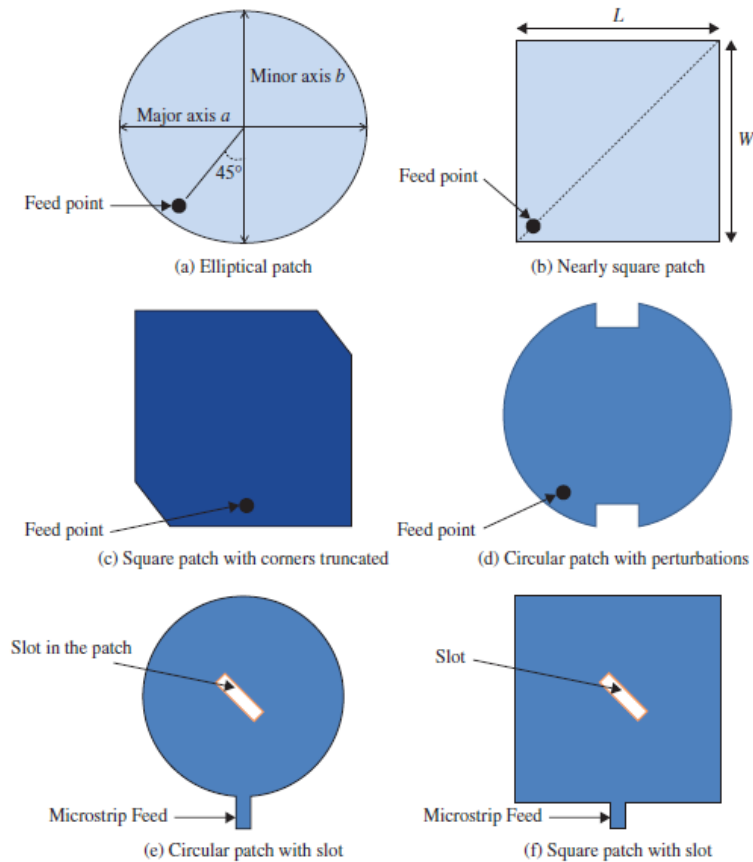 Minor axis b
Major axis a
45°
Feed point
(a) Elliptical patch
L
W
Feed point
(b) Nearly square patch
Feed point
(c) Square patch with corners truncated
Feed point
(d) Circular patch with perturbations
Slot in the patch
Microstrip Feed
(e) Circular patch with slot
Slot
Microstrip Feed
(f) Square patch with slot